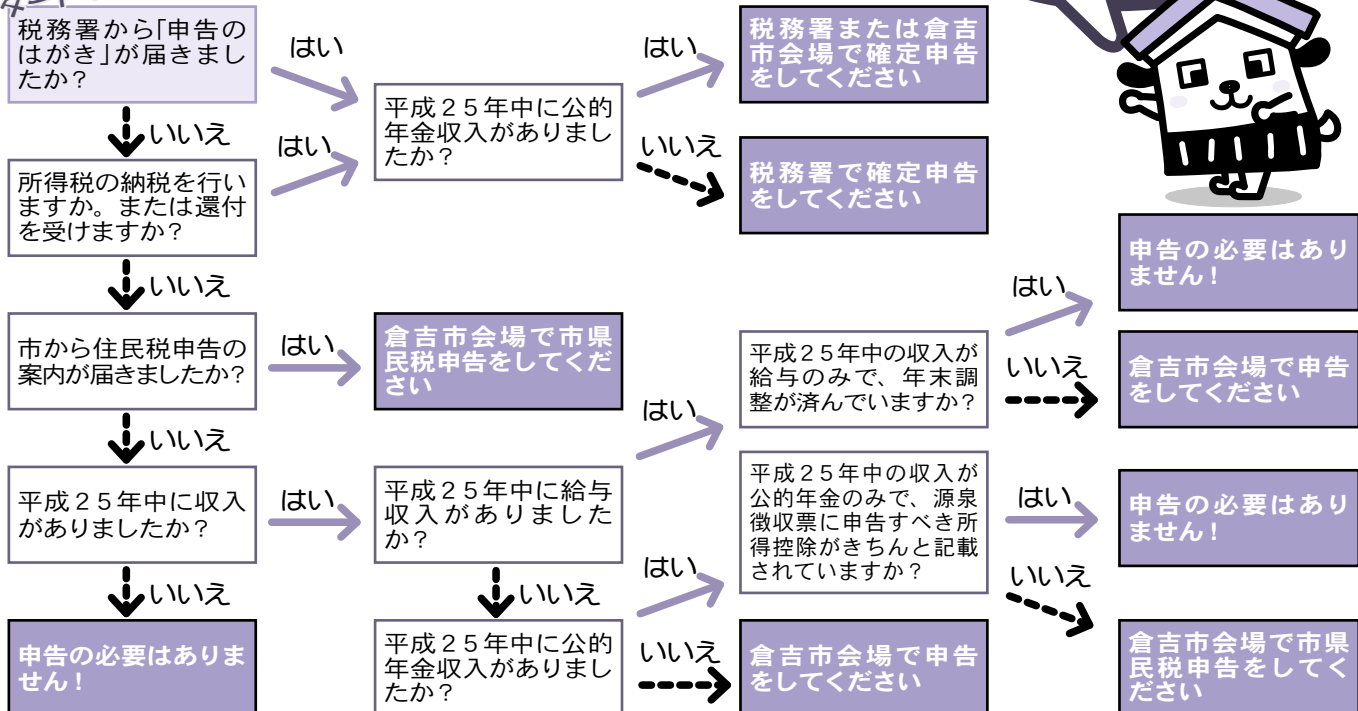 税務署から「申告の
はがき」が届きまし
たか?
はい
いいえ
平成25年中に公的
年金収入がありまし
たか?
はい
税務署または倉吉
市会場で確定申告
をしてください
いいえ
税務署で確定申告
をしてください
所得税の納税を行い
ますか。または還付
を受けますか?
はい
いいえ
市から住民税申告の
案内が届きましたか?
はい
倉吉市会場で市県
民税申告をしてくだ
さい
いいえ
平成25年中に収入
がありましたか?
はい
いいえ
申告の必要はありま
せん!
平成25年中に給与
収入がありました
か?
はい
いいえ
平成25年中の収入が
給与のみで、年末調
整が済んでいますか?
はい
申告の必要はあり
ません!
いいえ
倉吉市会場で申告
をしてください
平成25年中に公的
年金収入がありまし
たか?
はい
いいえ
倉吉市会場で申告
をしてください
平成25年中の収入が
公的年金のみで、源泉
徴収票に申告すべき所
得控除がきちんと記載
されていますか?
はい
申告の必要はあり
ません!
いいえ
倉吉市会場で市県
民税申告をしてく
ださい